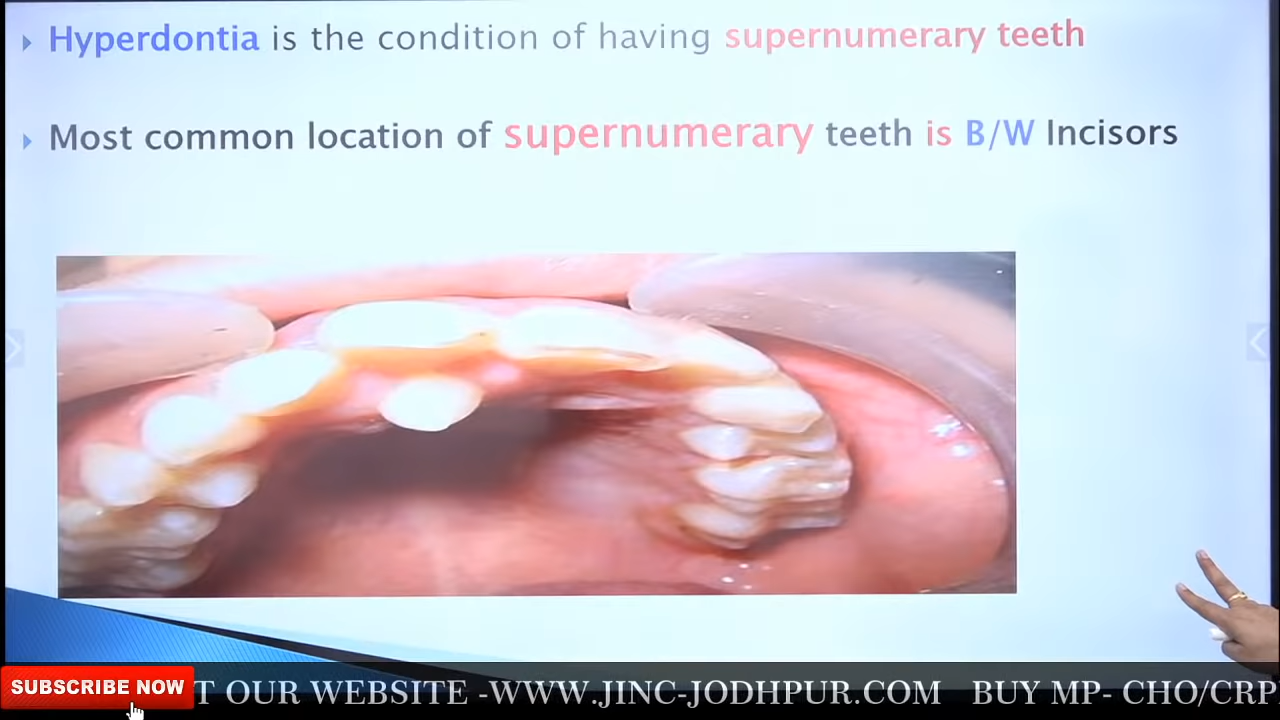 Hyperdontia is the condition of having supernumerary teeth
Most common location of supernumerary teeth is B/W Incisors
SUBSCRIBE NOW
T OUR WEBSITE -WWW.JINC-JODHPUR.COM BUY MP- CHO/CRP